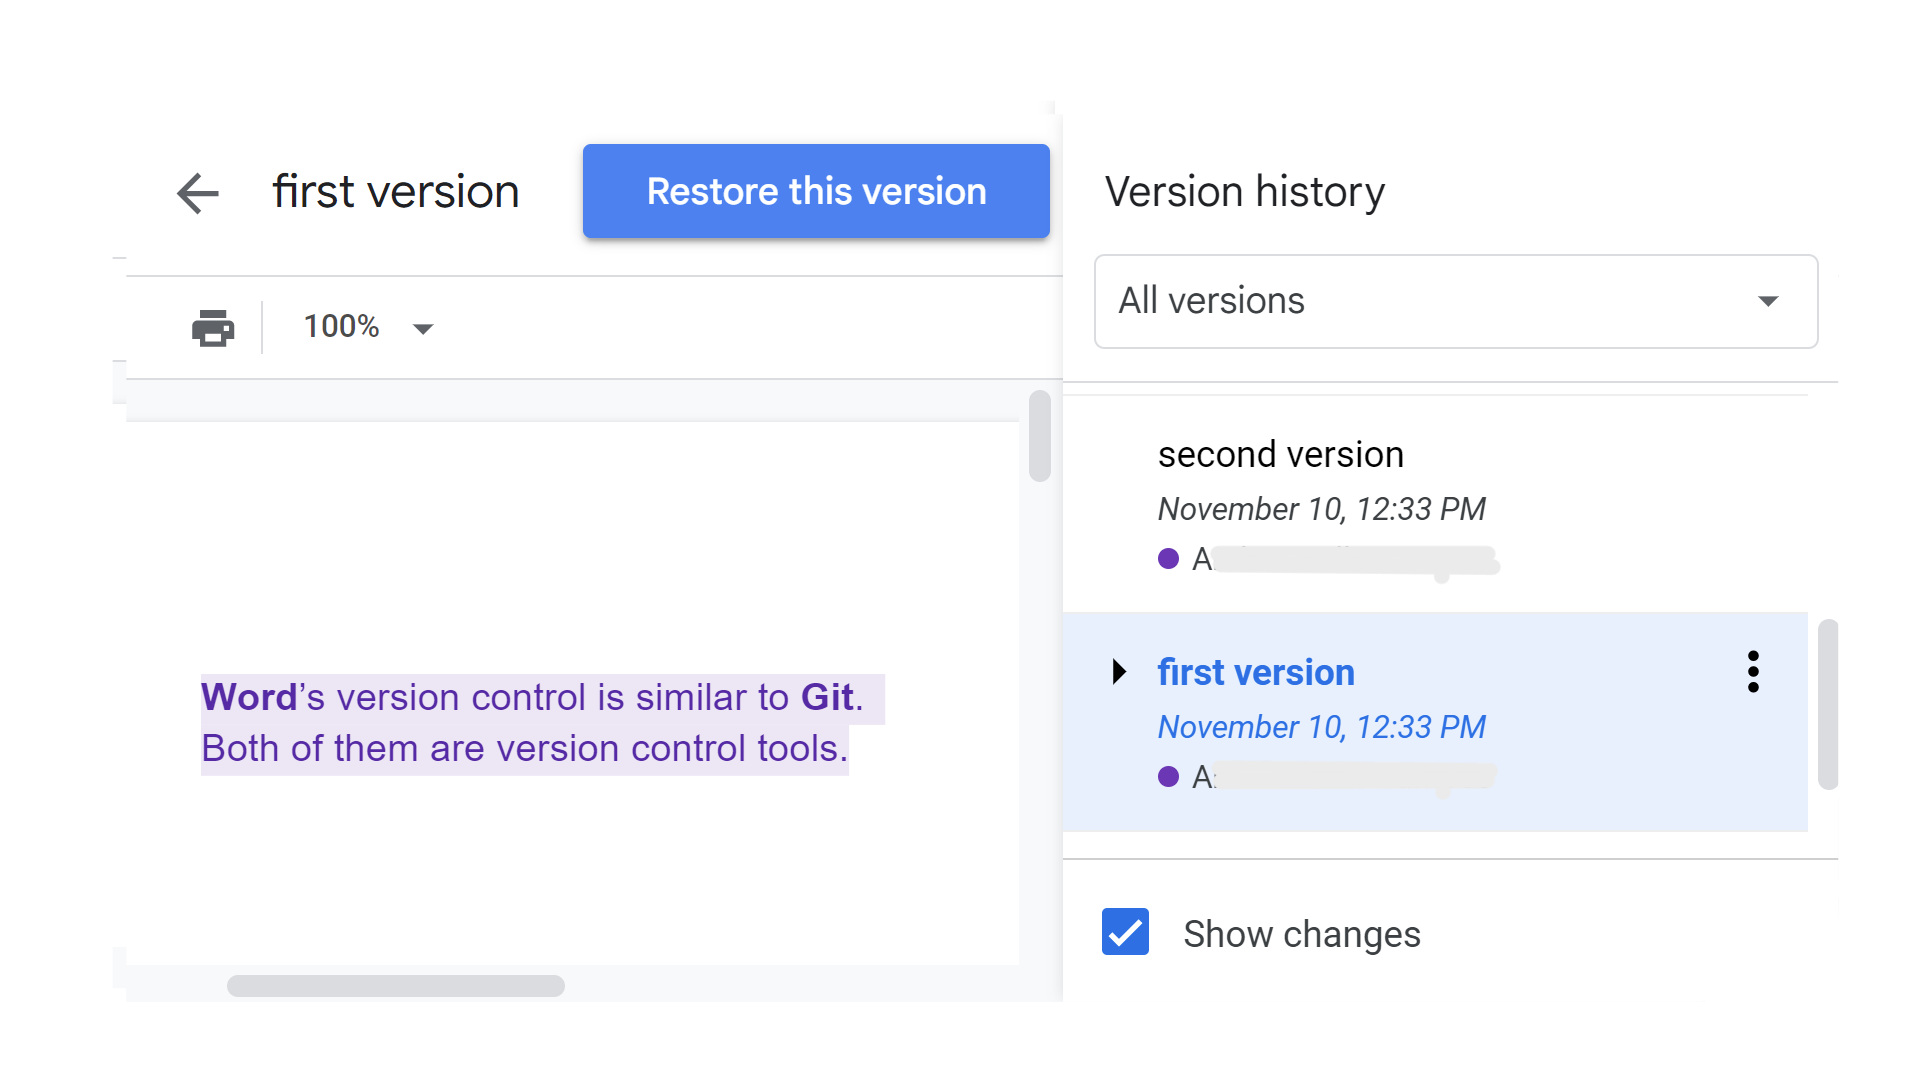 first version
Restore this version
100%
Word’s version control is similar to Git.
Both of them are version control tools.
Version history
All versions
second version
November 10, 12:33 PM
first version
November 10, 12:33 PM
Show changes